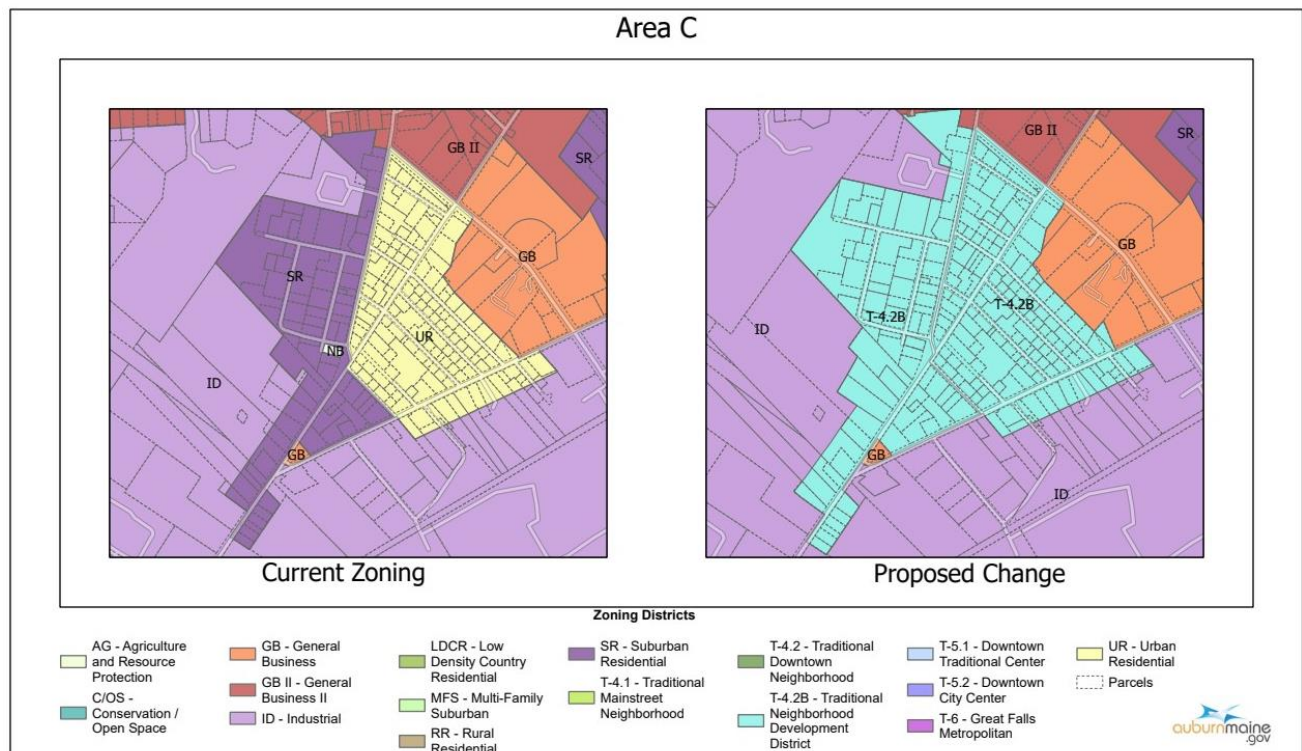 Area C
GB II
SR
GB
SR
UR
NB
ID
GB
Current Zoning
GB II
SR
GB
T-4.2B
T-4.2B
ID
GB
ID
Proposed Change
Zoning Districts
AG - Agriculture
and Resource
Protection
C/OS -
Conservation /
Open Space
GB - General
Business
GB II - General
Business II
ID - Industrial
LDCR - Low
Density Country
Residential
MFS - Multi-Family
Suburban
RR - Rural
Residential
SR - Suburban
Residential
T-4.1 - Traditional
Mainstreet
Neighborhood
T-4.2 - Traditional
Downtown
Neighborhood
T-4.2B - Traditional
Neighborhood
Development
District
T-5.1 - Downtown
Traditional Center
T-5.2 - Downtown
City Center
T-6 - Great Falls
Metropolitan
UR - Urban
Residential
Parcels
auburnmaine
.gov